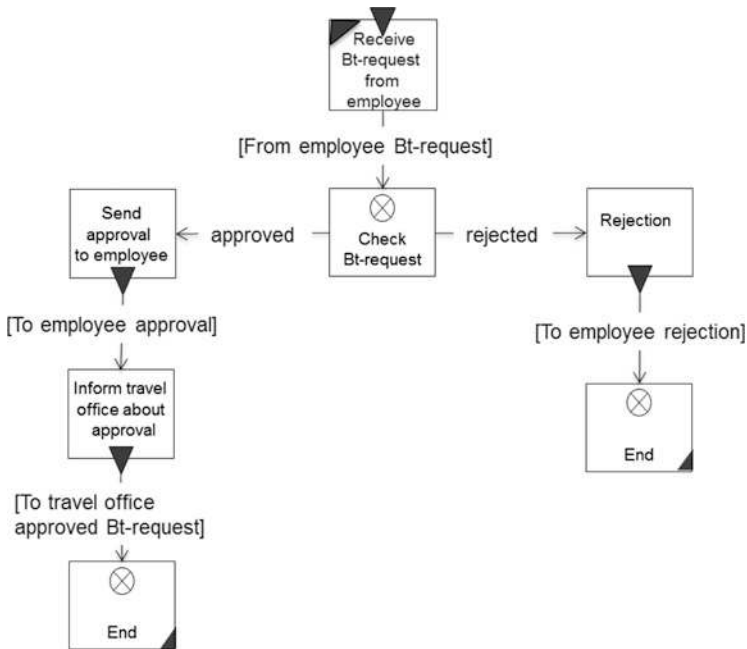 Receive
Bt-request
from
employee
[From employee Bt-request]
Send
approval
to employee
approved
Check
Bt-request
rejected
Rejection
[To employee approval]
[To employee rejection]
Inform travel
office about
approval
End
[To travel office
approved Bt-request]
End